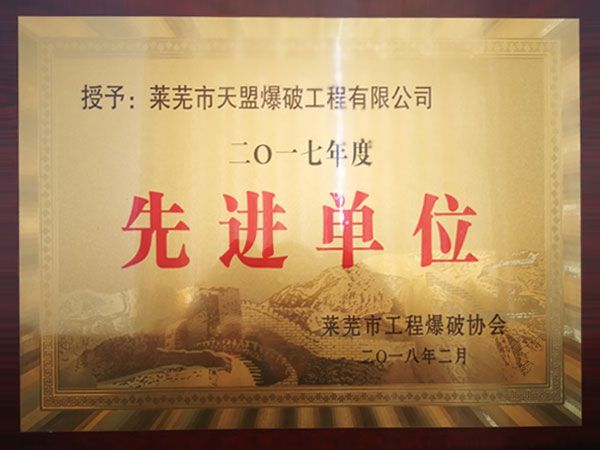 授予：莱芜市天盟爆破工程有限公司
二〇一七年度
先进单位
莱芜市工程爆破协会
二〇一八年二月